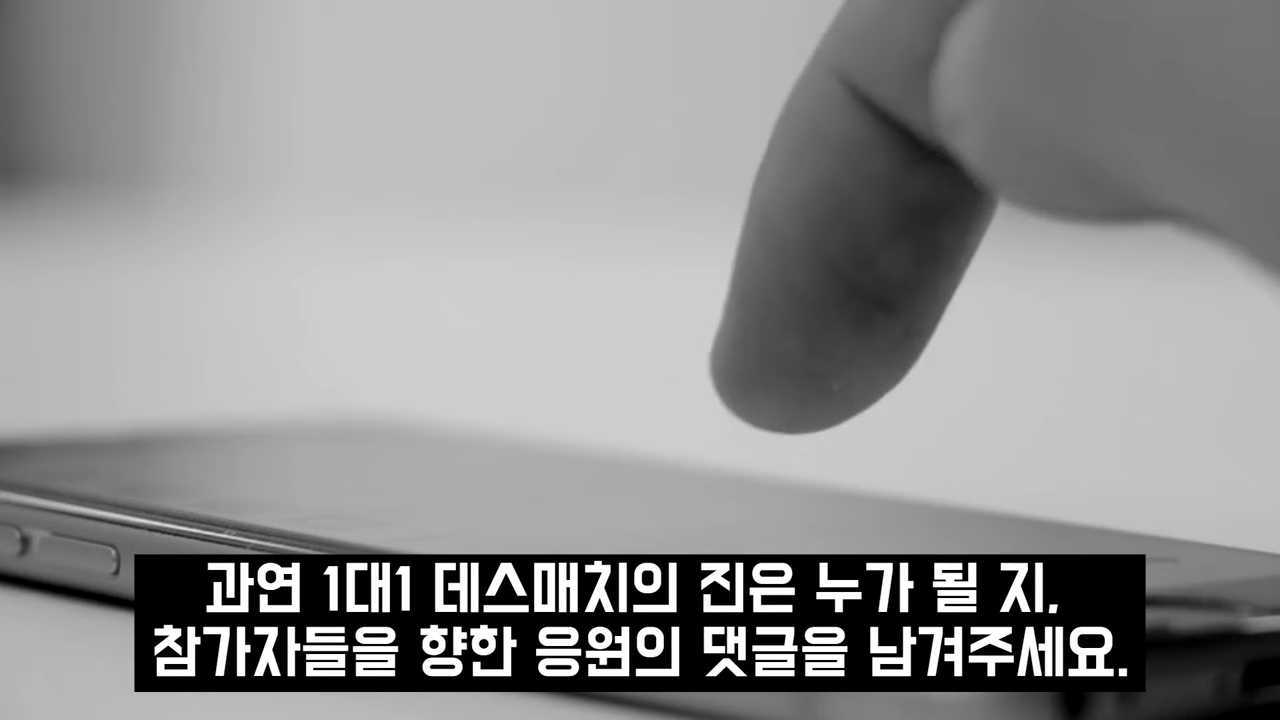 과연 1대1 데스매치의 진은 누가 될 지,
참가자들을 향한 응원의 댓글을 남겨주세요.